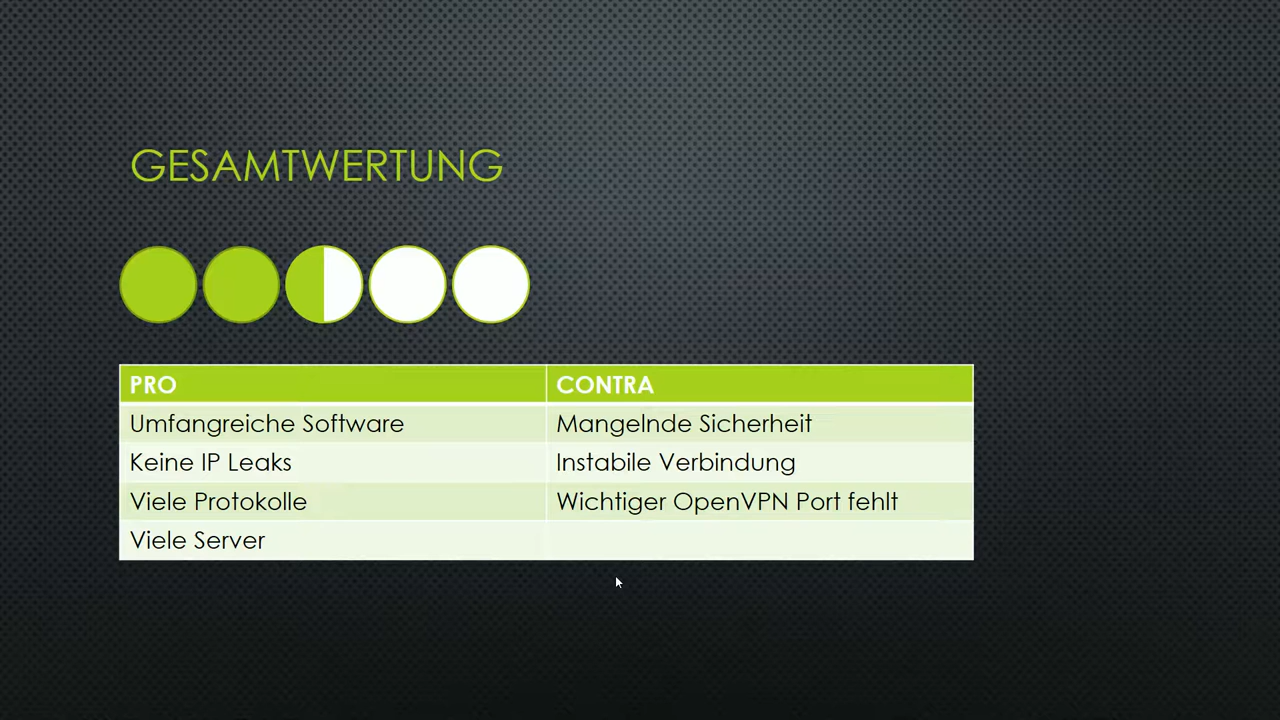 GESAMTWERTUNG
PRO CONTRA
Umfangreiche Software Mangelnde Sicherheit
Keine IP Leaks Instabile Verbindung
Viele Protokolle Wichtiger OpenVPN Port fehlt
Viele Server